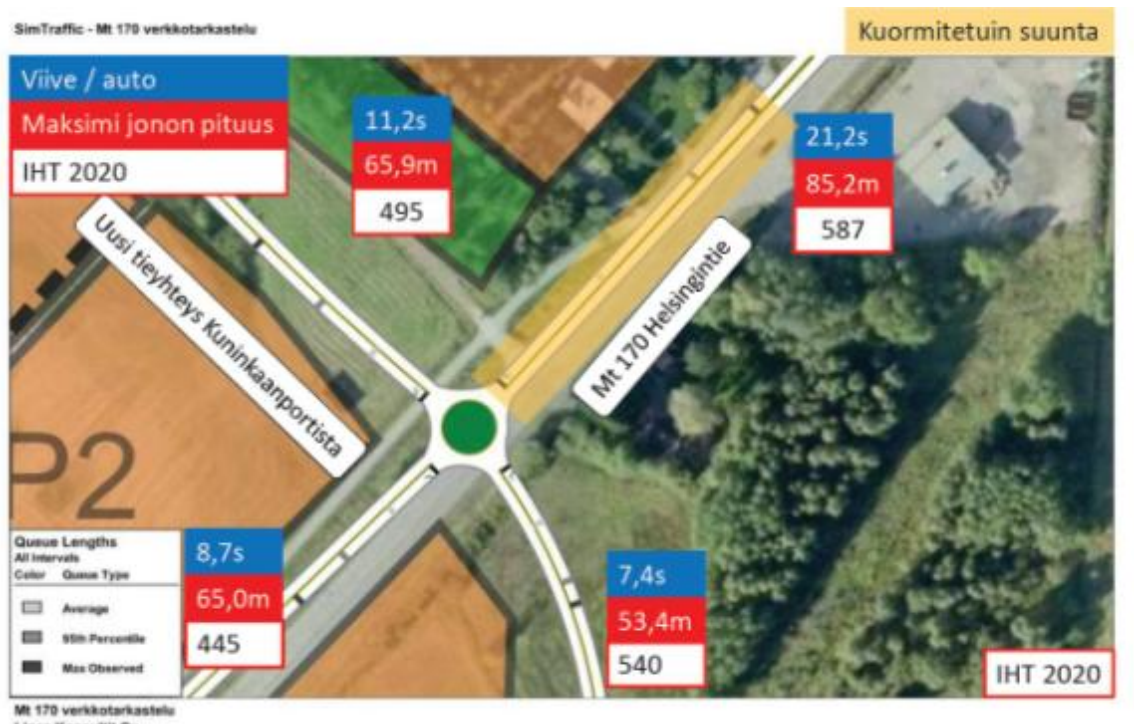 SimTraffic - Mt 170 verkkotarkastelu
Kuormitetuin suunta
Viive / auto
Maksimi jonon pituus
IHT 2020
11,2s
65,9m
495
21,2s
85,2m
587
Uusi tieyhteys Kuninkaanportista
Mt 170 Helsingintie
P2
Queue Lengths
All Intervals
Color Queue Type
Average
95th Percentile
Max Observed
8,7s
65,0m
445
7,4s
53,4m
540
IHT 2020
Mt 170 verkkotarkastelu